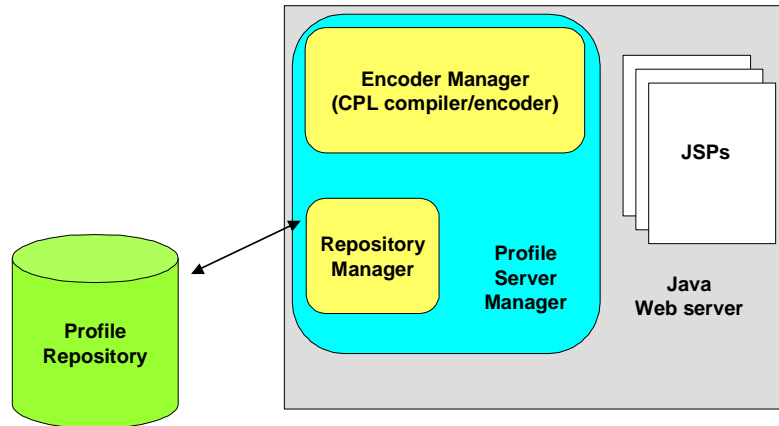 Encoder Manager
(CPL compiler/encoder)
JSPs
Repository
Manager
Profile
Server
Manager
Java
Web server
Profile
Repository